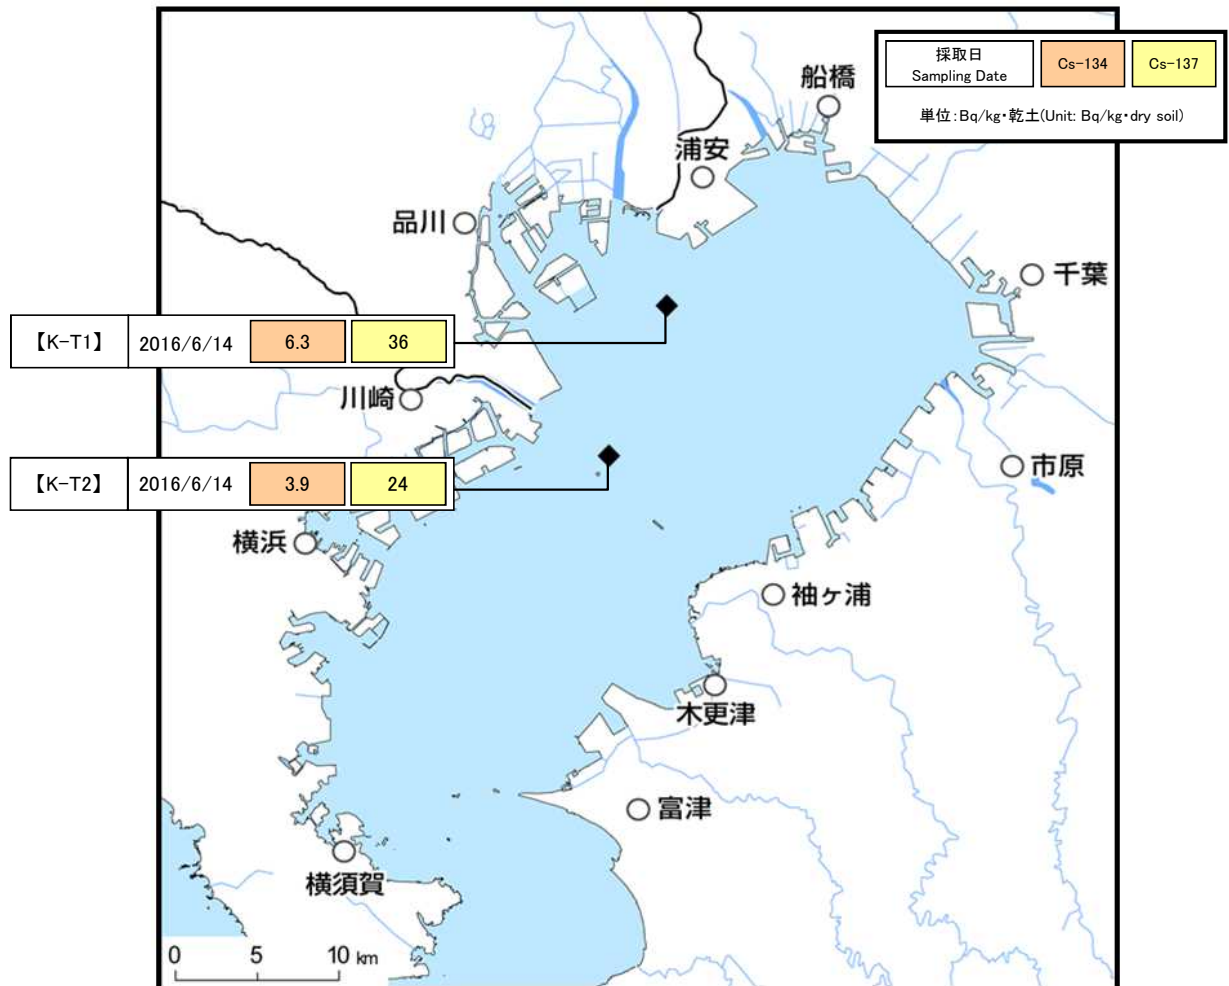 採取日
Sampling Date
Cs-134
Cs-137
単位:Bq/kg・乾土(Unit: Bq/kg・dry soil)
船橋
浦安
品川
千葉
【K-T1】 2016/6/14 6.3 36
川崎
市原
【K-T2】 2016/6/14 3.9 24
横浜
袖ヶ浦
木更津
富津
横須賀
0 5 10 km